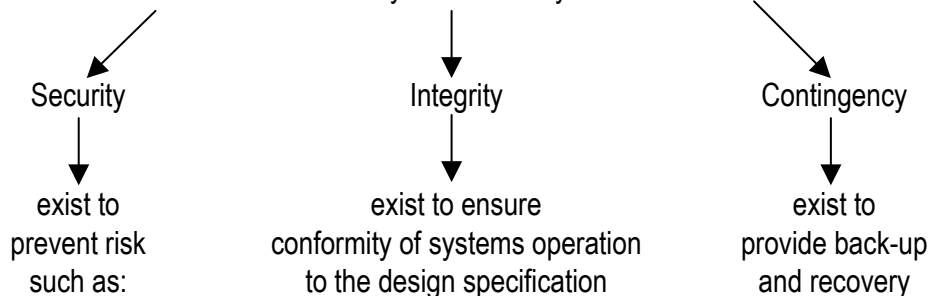 Security Integrity Contingency
exist to exist to ensure exist to
prevent risk conformity of systems operation provide back-up
such as: to the design specification and recovery